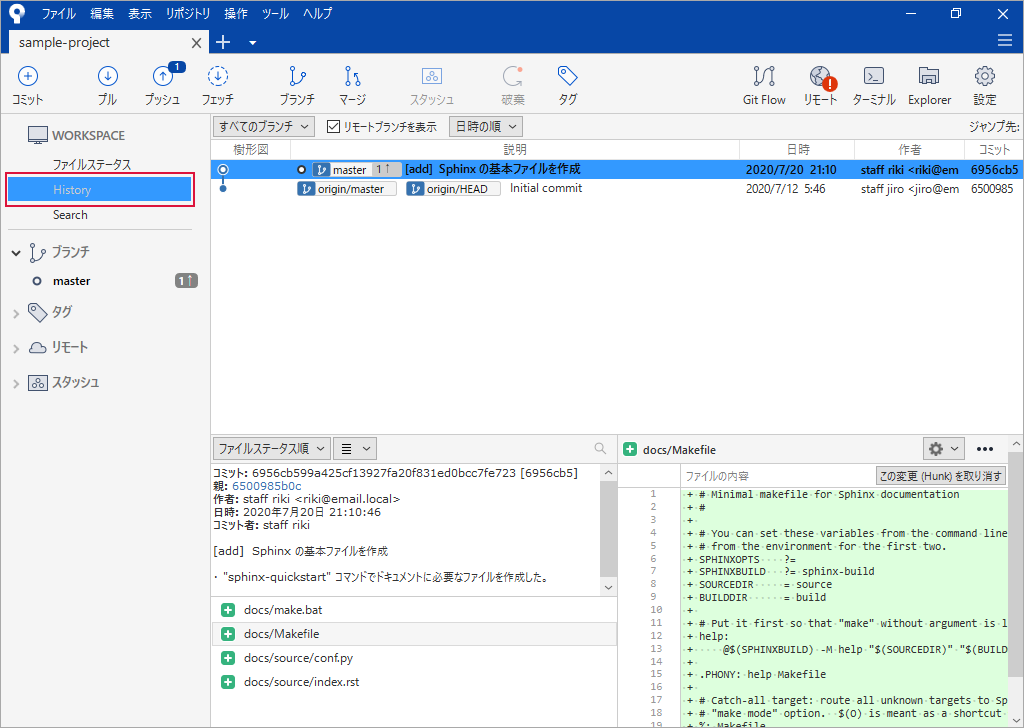 ファイル 編集 表示 リポジトリ 操作 ツール ヘルプ
sample-project
コミット プル 1 プッシュ フェッチ ブランチ マージ スタッシュ 破棄 タグ Git Flow リモート ターミナル Explorer 設定
WORKSPACE
ファイルステータス
History
Search
ブランチ
master 1↑
タグ
リモート
スタッシュ
すべてのブランチ リモートブランチを表示 日時の順 ジャンプ先:
樹形図 説明 日時 作者 コミット
master 1↑ [add] Sphinx の基本ファイルを作成 2020/7/20 21:10 staff riki <riki@em 6956cb5
origin/master origin/HEAD Initial commit 2020/7/12 5:46 staff jiro <jiro@em 6500985
ファイルステータス順
コミット: 6956cb599a425cf13927fa20f831ed0bcc7fe723 [6956cb5]
親: 6500985b0c
作者: staff riki <riki@email.local>
日時: 2020年7月20日 21:10:46
コミット者: staff riki
[add] Sphinx の基本ファイルを作成
・ "sphinx-quickstart" コマンドでドキュメントに必要なファイルを作成した。
docs/make.bat
docs/Makefile
docs/source/conf.py
docs/source/index.rst
docs/Makefile
ファイルの内容 この変更 (Hunk) を取り消す
1 + # Minimal makefile for Sphinx documentation
2 + #
3 +
4 + # You can set these variables from the command line
5 + # from the environment for the first two.
6 + SPHINXOPTS ?=
7 + SPHINXBUILD ?= sphinx-build
8 + SOURCEDIR = source
9 + BUILDDIR = build
10 +
11 + # Put it first so that "make" without argument is l
12 + help:
13 + @$(SPHINXBUILD) -M help "$(SOURCEDIR)" "$(BUILD
14 +
15 + .PHONY: help Makefile
16 +
17 + # Catch-all target: route all unknown targets to Sp
18 + # "make mode" option. $(O) is meant as a shortcut
19 + %: Makefile